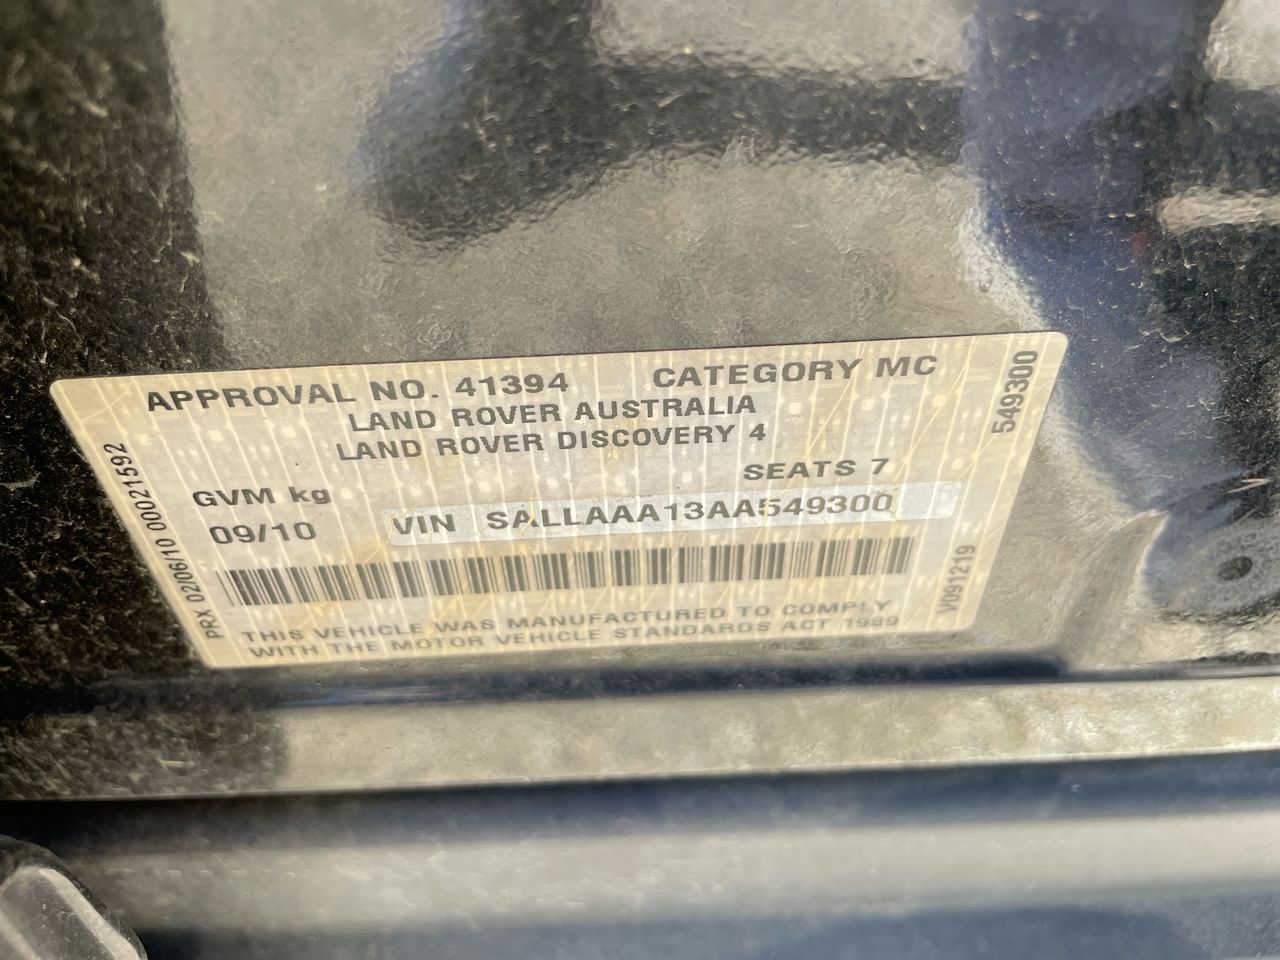 APPROVAL NO. 41394 CATEGORY MC
LAND ROVER AUSTRALIA
LAND ROVER DISCOVERY 4
SEATS 7
GVM kg
09/10 VIN SALLAAA13AA549300
THIS VEHICLE WAS MANUFACTURED TO COMPLY
WITH THE MOTOR VEHICLE STANDARDS ACT 1989
PRX 02/06/10 00021592
549300
V091219